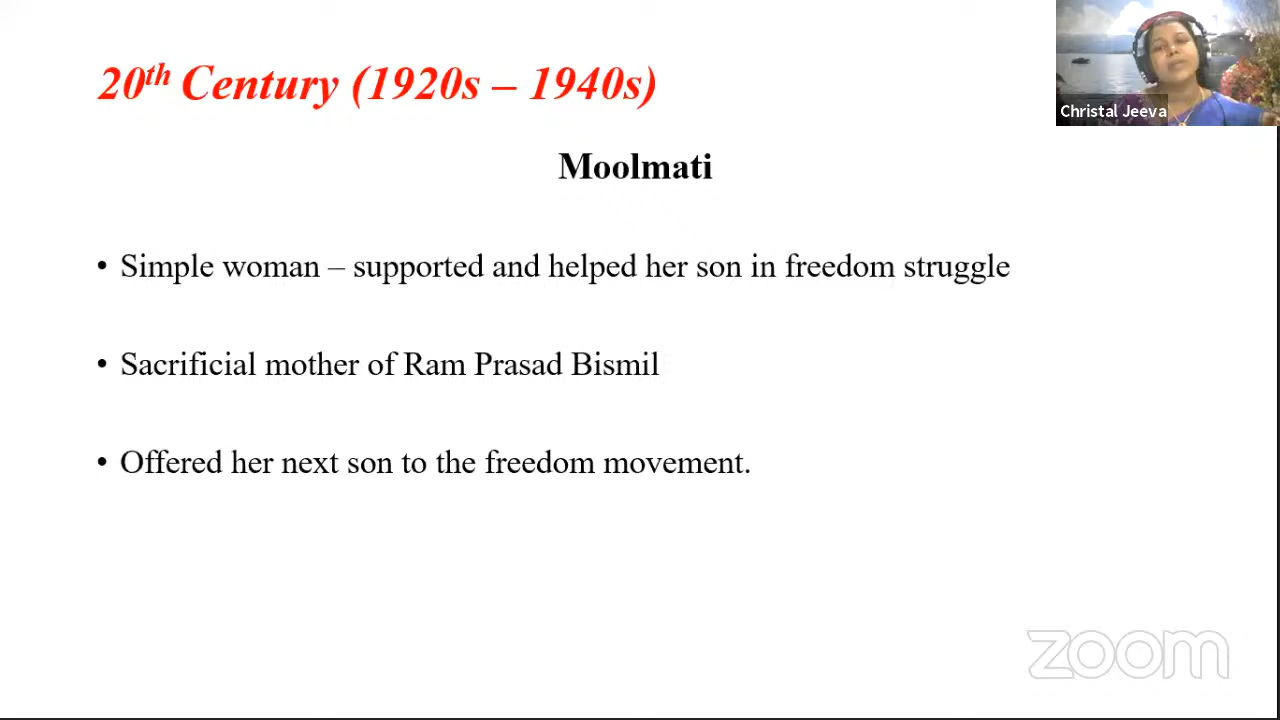 20th Century (1920s – 1940s)
Christal Jeeva
Moolmati
• Simple woman – supported and helped her son in freedom struggle
• Sacrificial mother of Ram Prasad Bismil
• Offered her next son to the freedom movement.
zoom